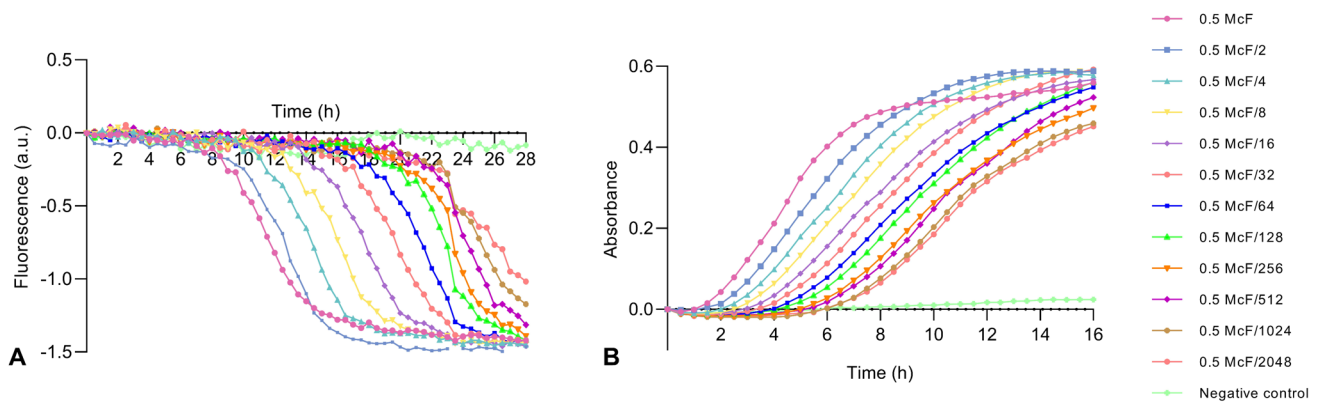 0.5
0.0
-0.5
-1.0
-1.5
Fluorescence (a.u.)
Time (h)
2 4 6 8 10 12 14 16 18 20 22 24 26 28
A
0.6
0.4
0.2
0.0
Absorbance
2 4 6 8 10 12 14 16
Time (h)
B
0.5 McF
0.5 McF/2
0.5 McF/4
0.5 McF/8
0.5 McF/16
0.5 McF/32
0.5 McF/64
0.5 McF/128
0.5 McF/256
0.5 McF/512
0.5 McF/1024
0.5 McF/2048
Negative control